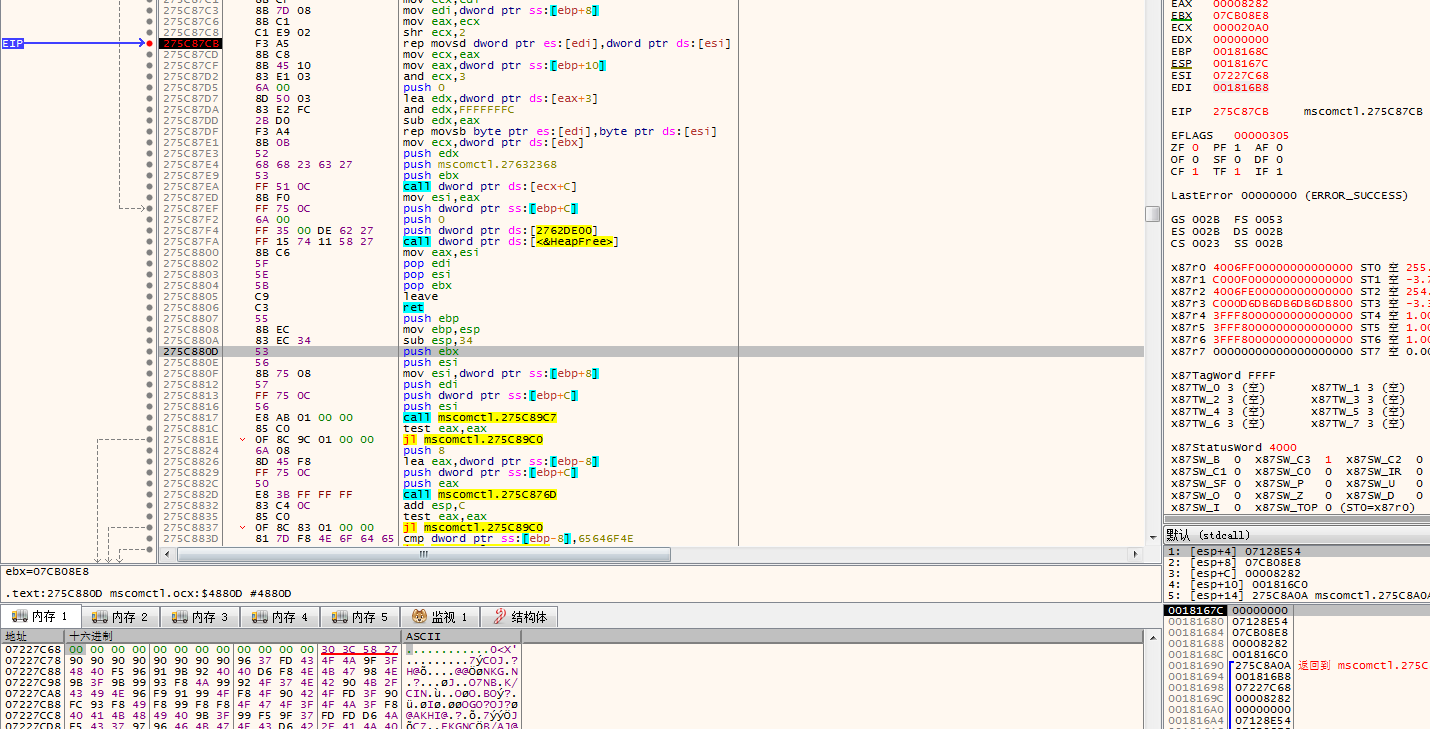 275C87C3 8B 7D 08 mov edi,dword ptr ss:[ebp+8]
275C87C6 8B C1 mov eax,ecx
275C87C8 C1 E9 02 shr ecx,2
EIP 275C87CB F3 A5 rep movsd dword ptr es:[edi],dword ptr ds:[esi]
275C87CD 8B C8 mov ecx,eax
275C87CF 8B 45 10 mov eax,dword ptr ss:[ebp+10]
275C87D2 83 E1 03 and ecx,3
275C87D5 6A 00 push 0
275C87D7 8D 50 03 lea edx,dword ptr ds:[eax+3]
275C87DA 83 E2 FC and edx,FFFFFFFC
275C87DD 2B D0 sub edx,eax
275C87DF F3 A4 rep movsb byte ptr es:[edi],byte ptr ds:[esi]
275C87E1 8B 0B mov ecx,dword ptr ds:[ebx]
275C87E3 52 push edx
275C87E4 68 68 23 63 27 push mscomctl.27632368
275C87E9 53 push ebx
275C87EA FF 51 0C call dword ptr ds:[ecx+C]
275C87ED 8B F0 mov esi,eax
275C87EF FF 75 0C push dword ptr ss:[ebp+C]
275C87F2 6A 00 push 0
275C87F4 FF 35 00 DE 62 27 push dword ptr ds:[2762DE00]
275C87FA FF 15 74 11 58 27 call dword ptr ds:[<&HeapFree>]
275C8800 8B C6 mov eax,esi
275C8802 5F pop edi
275C8803 5E pop esi
275C8804 5B pop ebx
275C8805 C9 leave
275C8806 C3 ret
275C8807 55 push ebp
275C8808 8B EC mov ebp,esp
275C880A 83 EC 34 sub esp,34
275C880D 53 push ebx
275C880E 56 push esi
275C880F 8B 75 08 mov esi,dword ptr ss:[ebp+8]
275C8812 57 push edi
275C8813 FF 75 0C push dword ptr ss:[ebp+C]
275C8816 56 push esi
275C8817 E8 AB 01 00 00 call mscomctl.275C89C7
275C881C 85 C0 test eax,eax
275C881E 0F 8C 9C 01 00 00 jl mscomctl.275C89C0
275C8824 6A 08 push 8
275C8826 8D 45 F8 lea eax,dword ptr ss:[ebp-8]
275C8829 FF 75 0C push dword ptr ss:[ebp+C]
275C882C 50 push eax
275C882D E8 3B FF FF FF call mscomctl.275C876D
275C8832 83 C4 0C add esp,C
275C8835 85 C0 test eax,eax
275C8837 0F 8C 83 01 00 00 jl mscomctl.275C89C0
275C883D 81 7D F8 4E 6F 64 65 cmp dword ptr ss:[ebp-8],65646F4E
EAX 00008282
EBX 07CB08E8
ECX 000020A0
EDX 00000000
EBP 0018168C
ESP 0018167C
ESI 07227C68
EDI 001816B8
EIP 275C87CB mscomctl.275C87CB
EFLAGS 00000305
ZF 0 PF 1 AF 0
OF 0 SF 0 DF 0
CF 1 TF 1 IF 1
LastError 00000000 (ERROR_SUCCESS)
GS 002B FS 0053
ES 002B DS 002B
CS 0023 SS 002B
x87r0 4006FF00000000000000 ST0 空 255.
x87r1 C000F000000000000000 ST1 空 -3.7
x87r2 4006FE00000000000000 ST2 空 254.
x87r3 C000D6DB6DB6DB6DB800 ST3 空 -3.3
x87r4 3FFF8000000000000000 ST4 空 1.00
x87r5 3FFF8000000000000000 ST5 空 1.00
x87r6 3FFF8000000000000000 ST6 空 1.00
x87r7 00000000000000000000 ST7 空 0.00
x87TagWord FFFF
x87TW_0 3 (空) x87TW_1 3 (空)
x87TW_2 3 (空) x87TW_3 3 (空)
x87TW_4 3 (空) x87TW_5 3 (空)
x87TW_6 3 (空) x87TW_7 3 (空)
x87StatusWord 4000
x87SW_B 0 x87SW_C3 1 x87SW_C2 0
x87SW_C1 0 x87SW_C0 0 x87SW_IR 0
x87SW_SF 0 x87SW_P 0 x87SW_U 0
x87SW_O 0 x87SW_Z 0 x87SW_D 0
x87SW_I 0 x87SW_TOP 0 (ST0=x87r0)
默认 (stdcall)
1: [esp+4] 07128E54
2: [esp+8] 07CB08E8
3: [esp+C] 00008282
4: [esp+10] 001816C0
5: [esp+14] 275C8A0A mscomctl.275C8A0A
ebx=07CB08E8
.text:275C880D mscomctl.ocx:$4880D #4880D
内存 1 内存 2 内存 3 内存 4 内存 5 监视 1 结构体
地址 十六进制 ASCII
07227C68 00 00 00 00 00 00 00 00 00 00 00 00 30 3C 58 27 ............0<X'
07227C78 90 90 90 90 90 90 90 96 37 FD 43 4F 4A 9F 3F
07227C88 48 40 F5 96 91 9B 92 40 40 D6 F8 4E 4B 47 98 4E
07227C98 9B 3F 9B 99 93 F8 4A 99 92 4F 37 4E 42 90 4B 2F
07227CA8 43 49 4E 96 F9 91 99 4F F8 4F 90 42 4F FD 3F 90
07227CB8 FC 93 F8 49 F8 99 F8 F8 4F 47 4F 3F 4F 4A 3F F8
07227CC8 40 41 4B 48 49 40 9B 3F 99 F5 9F 37 FD FD D6 4A
0018167C 00000000
00181680 07128E54
00181684 07CB08E8
00181688 00008282
0018168C 001816C0
00181690 275C8A0A 返回到 mscomctl.275C
00181694 001816B8
00181698 07227C68
0018169C 00008282
001816A0 00000000
001816A4 07128E54